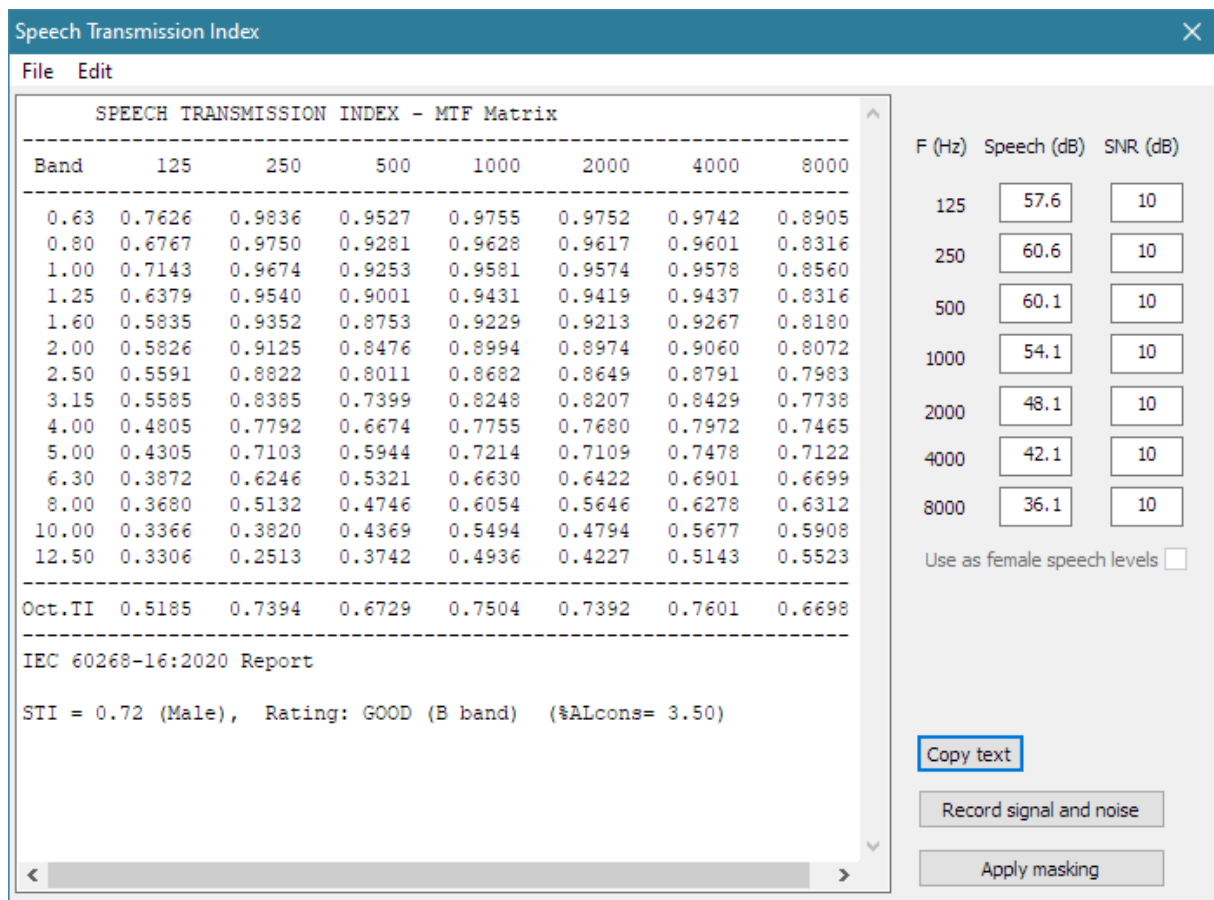 Speech Transmission Index
File Edit
SPEECH TRANSMISSION INDEX - MTF Matrix
--------------------------------------------------------------------
Band 125 250 500 1000 2000 4000 8000
--------------------------------------------------------------------
0.63 0.7626 0.9836 0.9527 0.9755 0.9752 0.9742 0.8905
0.80 0.6767 0.9750 0.9281 0.9628 0.9617 0.9601 0.8316
1.00 0.7143 0.9674 0.9253 0.9581 0.9574 0.9578 0.8560
1.25 0.6379 0.9540 0.9001 0.9431 0.9419 0.9437 0.8316
1.60 0.5835 0.9352 0.8753 0.9229 0.9213 0.9267 0.8180
2.00 0.5826 0.9125 0.8476 0.8994 0.8974 0.9060 0.8072
2.50 0.5591 0.8822 0.8011 0.8682 0.8649 0.8791 0.7983
3.15 0.5585 0.8385 0.7399 0.8248 0.8207 0.8429 0.7738
4.00 0.4805 0.7792 0.6674 0.7755 0.7680 0.7972 0.7465
5.00 0.4305 0.7103 0.5944 0.7214 0.7109 0.7478 0.7122
6.30 0.3872 0.6246 0.5321 0.6630 0.6422 0.6901 0.6699
8.00 0.3680 0.5132 0.4746 0.6054 0.5646 0.6278 0.6312
10.00 0.3366 0.3820 0.4369 0.5494 0.4794 0.5677 0.5908
12.50 0.3306 0.2513 0.3742 0.4936 0.4227 0.5143 0.5523
--------------------------------------------------------------------
Oct.TI 0.5185 0.7394 0.6729 0.7504 0.7392 0.7601 0.6698
--------------------------------------------------------------------
IEC 60268-16:2020 Report
STI = 0.72 (Male), Rating: GOOD (B band) (%ALcons= 3.50)
F (Hz) Speech (dB) SNR (dB)
125 57.6 10
250 60.6 10
500 60.1 10
1000 54.1 10
2000 48.1 10
4000 42.1 10
8000 36.1 10
Use as female speech levels
Copy text
Record signal and noise
Apply masking